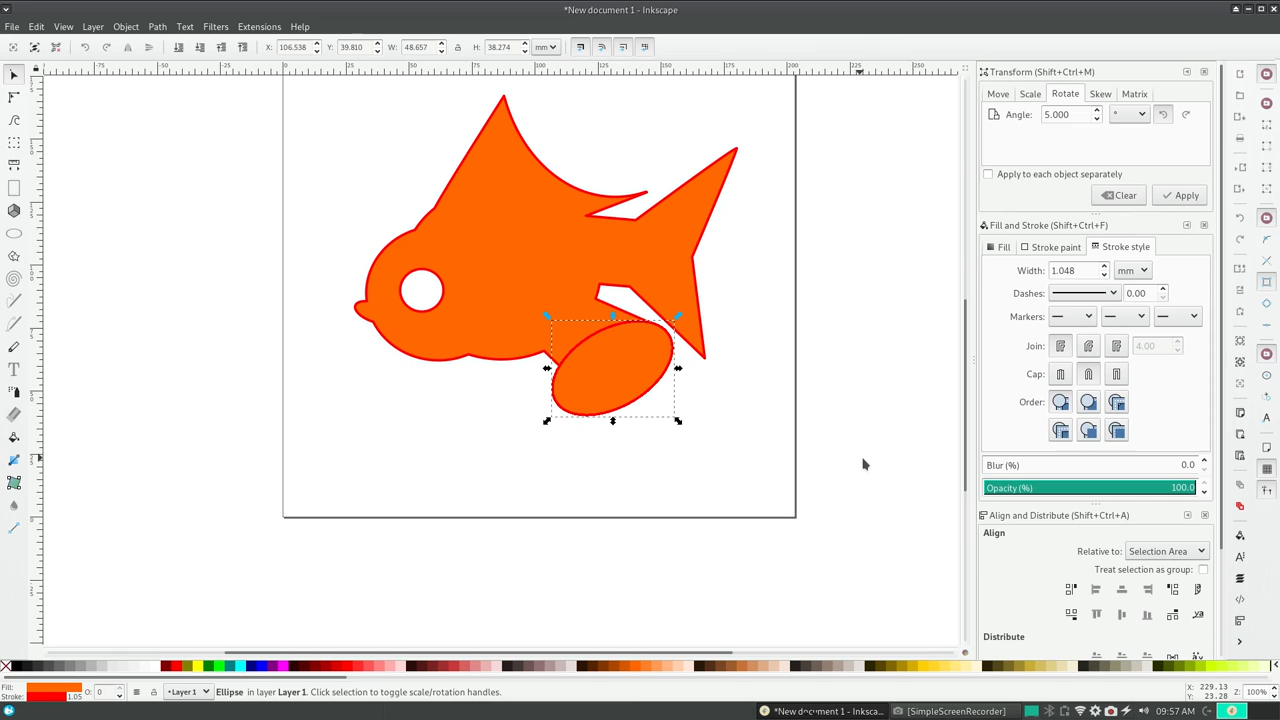 *New document 1 - Inkscape
File Edit View Layer Object Path Text Filters Extensions Help
X: 106.538 Y: 39.810 W: 48.657 H: 38.274 mm
Transform (Shift+Ctrl+M)
Move Scale Rotate Skew Matrix
Angle: 5.000 °
Apply to each object separately
Clear Apply
Fill and Stroke (Shift+Ctrl+F)
Fill Stroke paint Stroke style
Width: 1.048 mm
Dashes: 0.00
Markers:
Join: 4.00
Cap:
Order:
Blur (%) 0.0
Opacity (%) 100.0
Align and Distribute (Shift+Ctrl+A)
Align
Relative to: Selection Area
Treat selection as group:
Distribute
Fill: O: 0 Layer 1 Ellipse in layer Layer 1. Click selection to toggle scale/rotation handles. X: 229.13 Z: 100%
Stroke: 1.05 Y: 23.28
*New document 1 - Inksca... [SimpleScreenRecorder] 09:57 AM